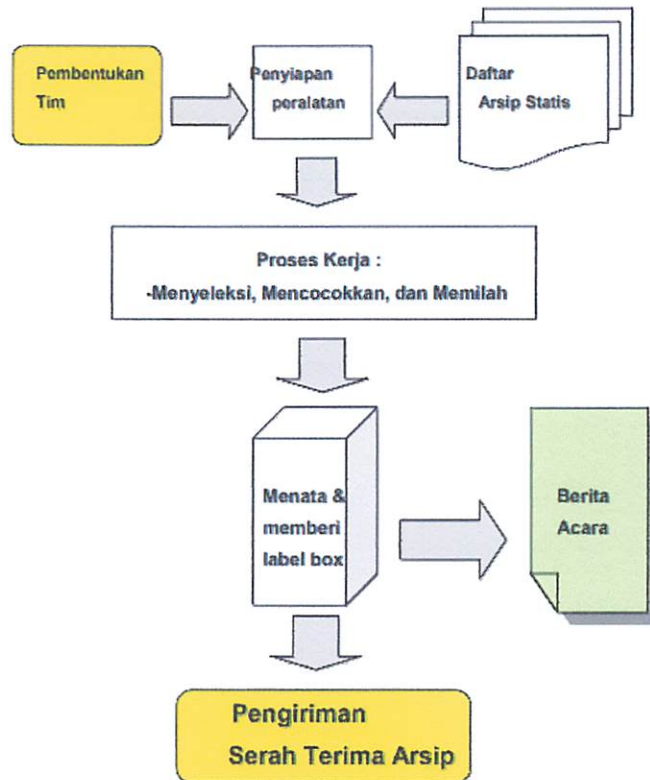 Pembentukan
Tim
Penyiapan
peralatan
Daftar
Arsip Statis
Proses Kerja :
-Menyeleksi, Mencocokkan, dan Memilah
Menata &
memberi
label box
Berita
Acara
Pengiriman
Serah Terima Arsip